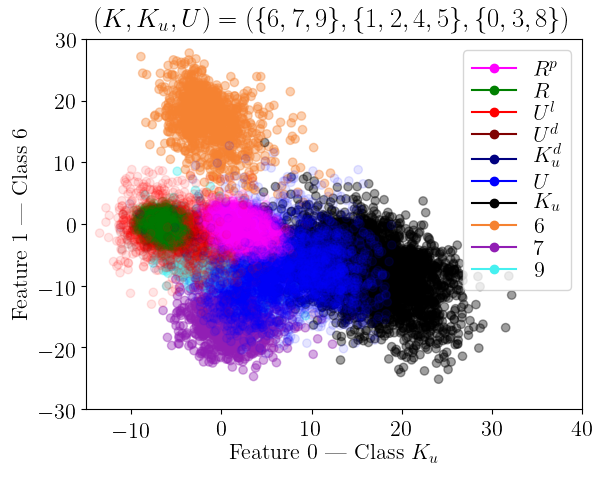 (K, K_u, U) = ({6, 7, 9}, {1, 2, 4, 5}, {0, 3, 8})
30
20
10
0
−10
−20
−30
Feature 1 — Class 6
R^p
R
U^l
U^d
K_u^d
U
K_u
6
7
9
−10 0 10 20 30 40
Feature 0 — Class K_u